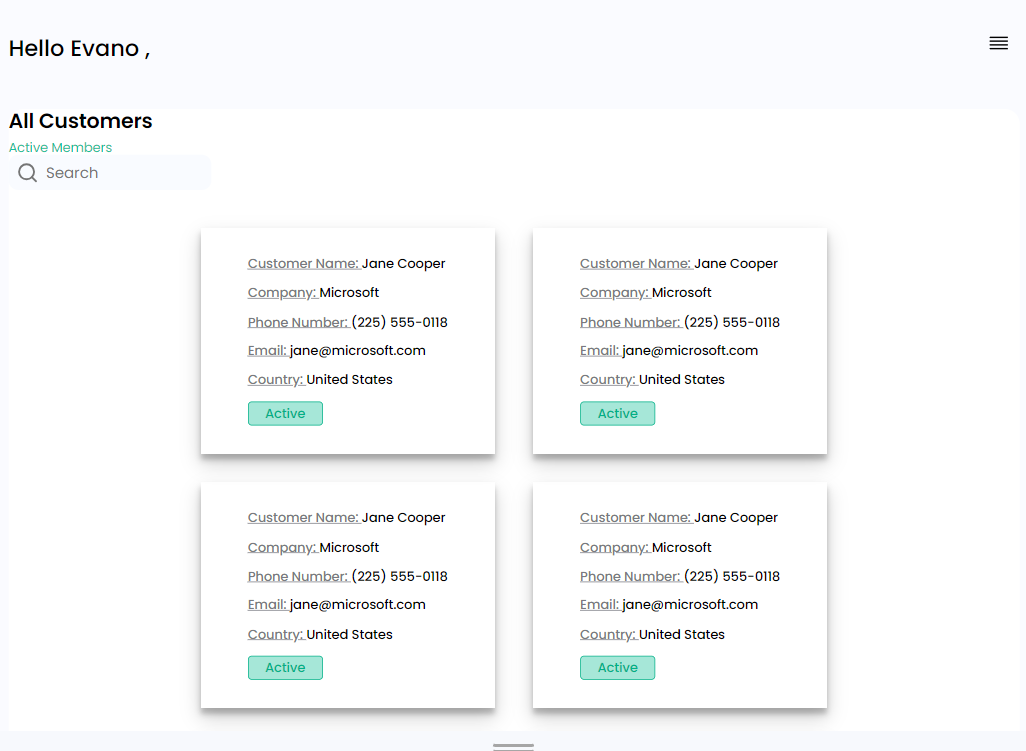 Hello Evano ,
All Customers
Active Members
Search
Customer Name: Jane Cooper
Company: Microsoft
Phone Number: (225) 555-0118
Email: jane@microsoft.com
Country: United States
Active
Customer Name: Jane Cooper
Company: Microsoft
Phone Number: (225) 555-0118
Email: jane@microsoft.com
Country: United States
Active
Customer Name: Jane Cooper
Company: Microsoft
Phone Number: (225) 555-0118
Email: jane@microsoft.com
Country: United States
Active
Customer Name: Jane Cooper
Company: Microsoft
Phone Number: (225) 555-0118
Email: jane@microsoft.com
Country: United States
Active